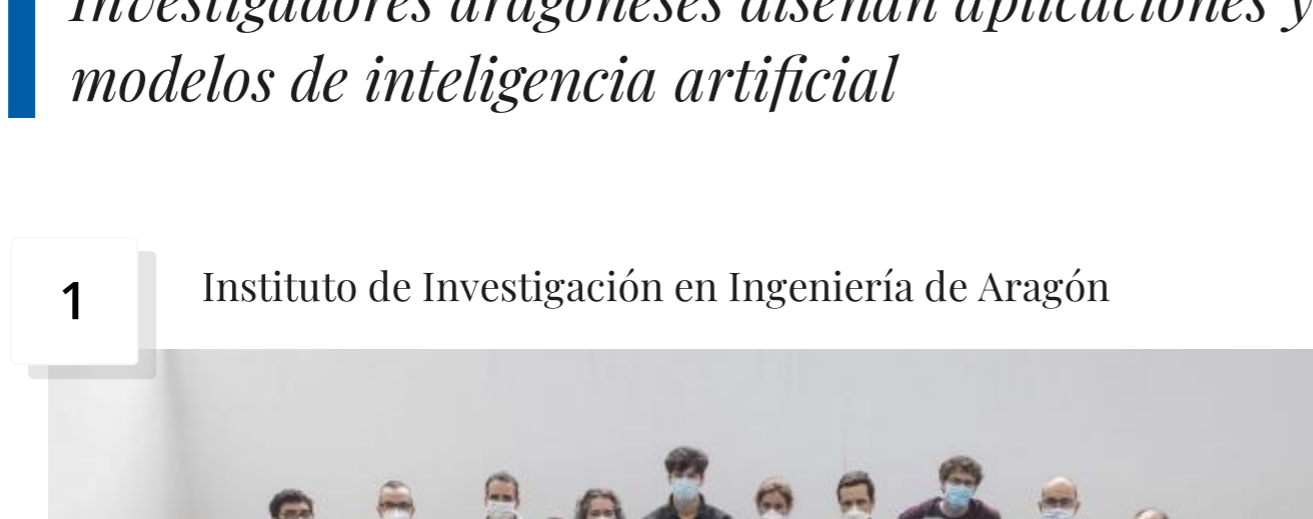 Investigadores aragoneses diseñan aplicaciones y
modelos de inteligencia artificial
1
Instituto de Investigación en Ingeniería de Aragón